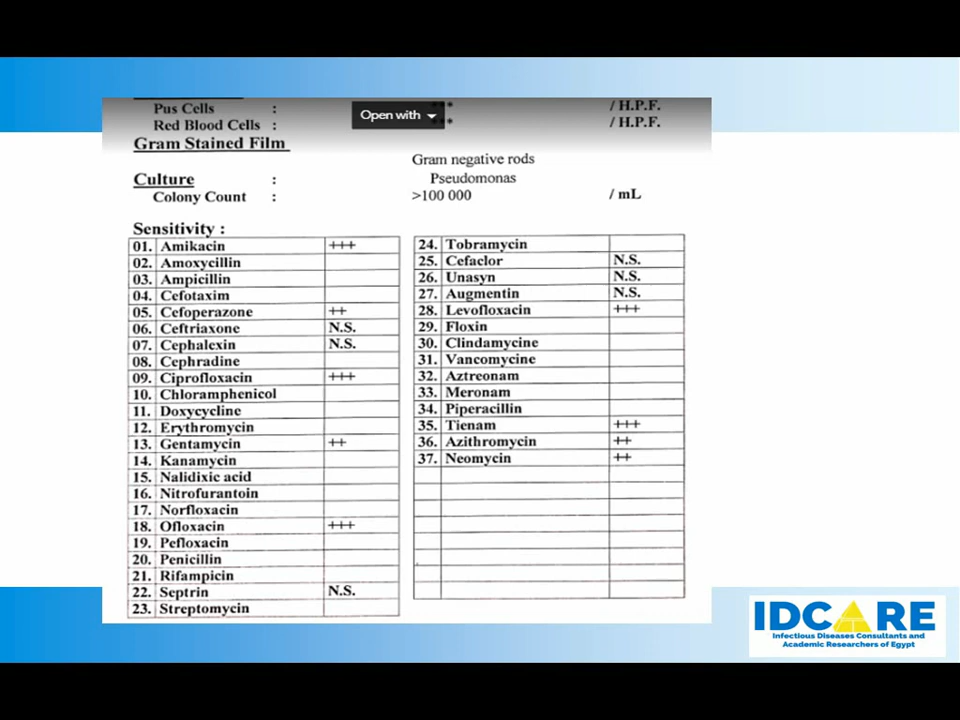 Pus Cells : *** / H.P.F.
Open with
Red Blood Cells : ** / H.P.F.
Gram Stained Film
Gram negative rods
Culture : Pseudomonas
Colony Count : >100 000 / mL
Sensitivity :
01. Amikacin +++
02. Amoxycillin
03. Ampicillin
04. Cefotaxim
05. Cefoperazone ++
06. Ceftriaxone N.S.
07. Cephalexin N.S.
08. Cephradine
09. Ciprofloxacin +++
10. Chloramphenicol
11. Doxycycline
12. Erythromycin
13. Gentamycin ++
14. Kanamycin
15. Nalidixic acid
16. Nitrofurantoin
17. Norfloxacin
18. Ofloxacin +++
19. Pefloxacin
20. Penicillin
21. Rifampicin
22. Septrin N.S.
23. Streptomycin
24. Tobramycin
25. Cefaclor N.S.
26. Unasyn N.S.
27. Augmentin N.S.
28. Levofloxacin +++
29. Floxin
30. Clindamycine
31. Vancomycine
32. Aztreonam
33. Meronam
34. Piperacillin
35. Tienam +++
36. Azithromycin ++
37. Neomycin ++
IDCARE
Infectious Diseases Consultants and
Academic Researchers of Egypt